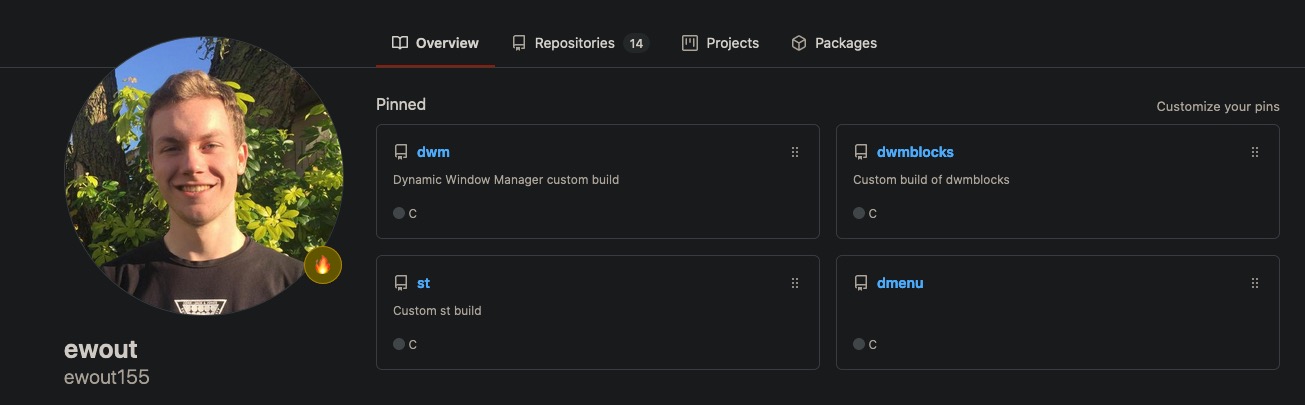 Overview Repositories 14 Projects Packages
Pinned Customize your pins
dwm
Dynamic Window Manager custom build
C
dwmblocks
Custom build of dwmblocks
C
st
Custom st build
C
dmenu
C
ewout
ewout155